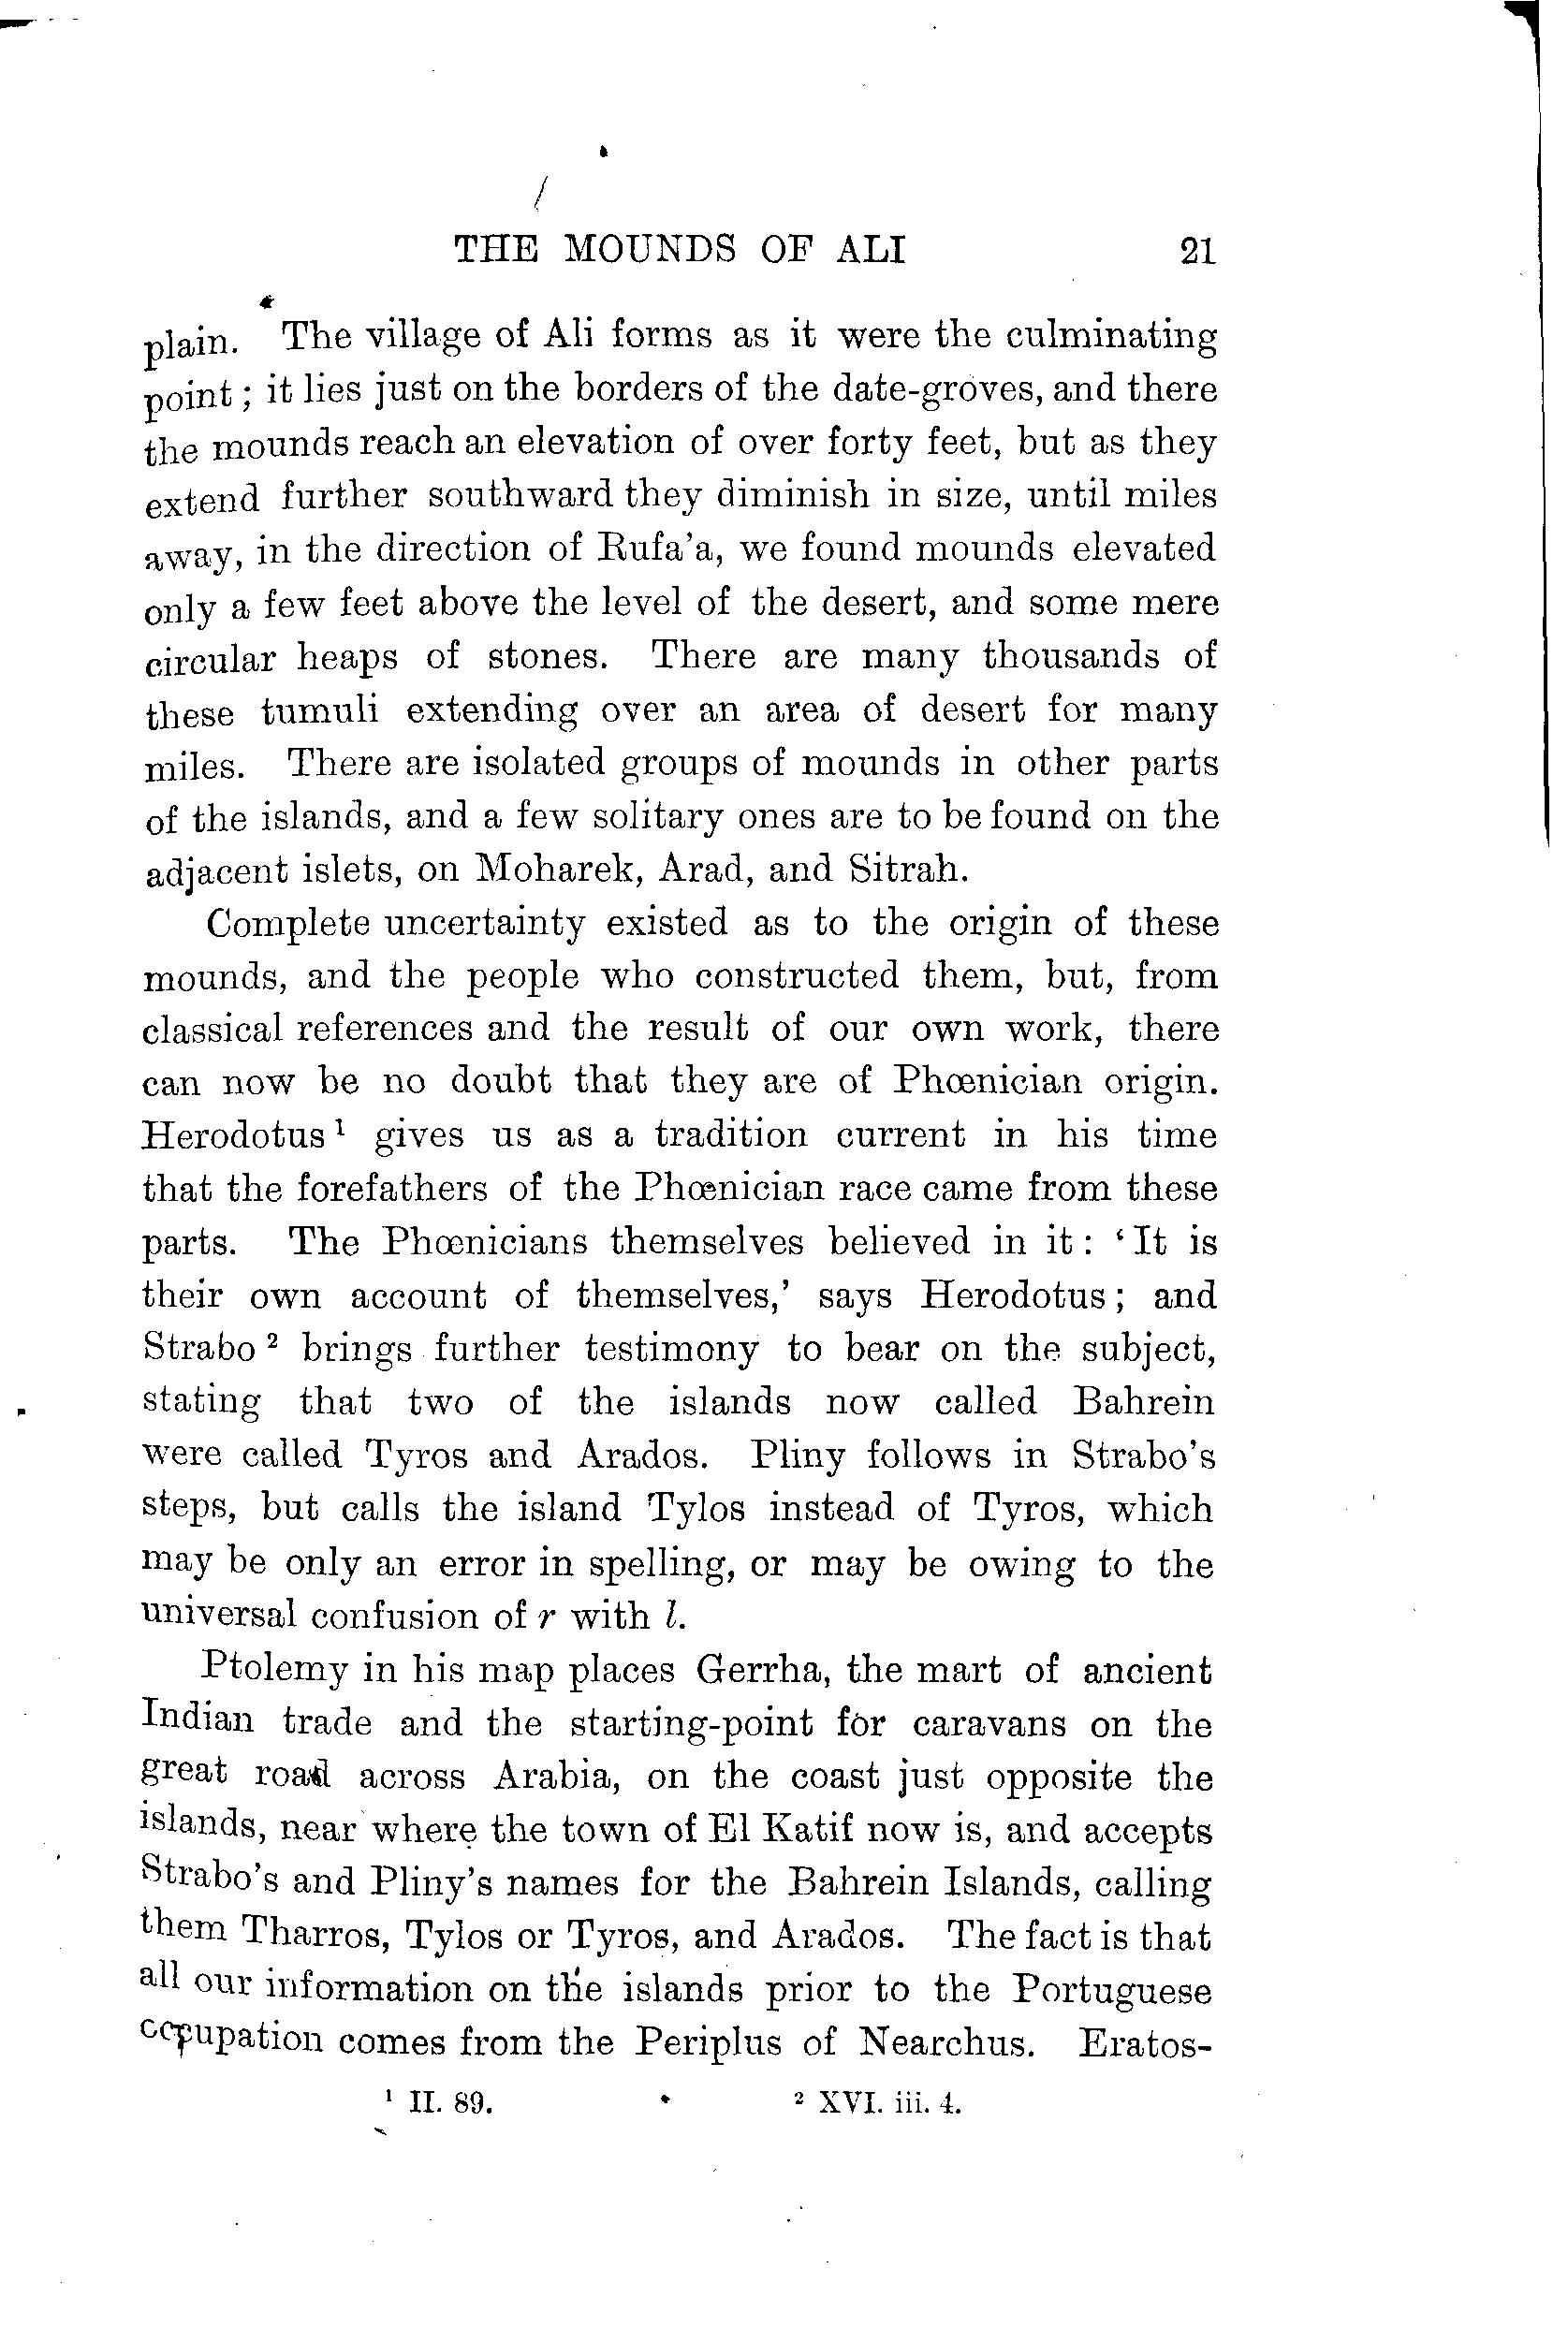 THE MOUNDS OF ALI 21
plain. The village of Ali forms as it were the culminating
point; it lies just on the borders of the date-groves, and there
the mounds reach an elevation of over forty feet, but as they
extend further southward they diminish in size, until miles
away, in the direction of Rufa'a, we found mounds elevated
only a few feet above the level of the desert, and some mere
circular heaps of stones. There are many thousands of
these tumuli extending over an area of desert for many
miles. There are isolated groups of mounds in other parts
of the islands, and a few solitary ones are to be found on the
adjacent islets, on Moharek, Arad, and Sitrah.
Complete uncertainty existed as to the origin of these
mounds, and the people who constructed them, but, from
classical references and the result of our own work, there
can now be no doubt that they are of Phœnician origin.
Herodotus ¹ gives us as a tradition current in his time
that the forefathers of the Phœnician race came from these
parts. The Phœnicians themselves believed in it: 'It is
their own account of themselves,' says Herodotus; and
Strabo ² brings further testimony to bear on the subject,
stating that two of the islands now called Bahrein
were called Tyros and Arados. Pliny follows in Strabo's
steps, but calls the island Tylos instead of Tyros, which
may be only an error in spelling, or may be owing to the
universal confusion of r with l.
Ptolemy in his map places Gerrha, the mart of ancient
Indian trade and the starting-point for caravans on the
great road across Arabia, on the coast just opposite the
islands, near where the town of El Katif now is, and accepts
Strabo's and Pliny's names for the Bahrein Islands, calling
them Tharros, Tylos or Tyros, and Arados. The fact is that
all our information on the islands prior to the Portuguese
occupation comes from the Periplus of Nearchus. Eratos-
¹ II. 89. ² XVI. iii. 4.